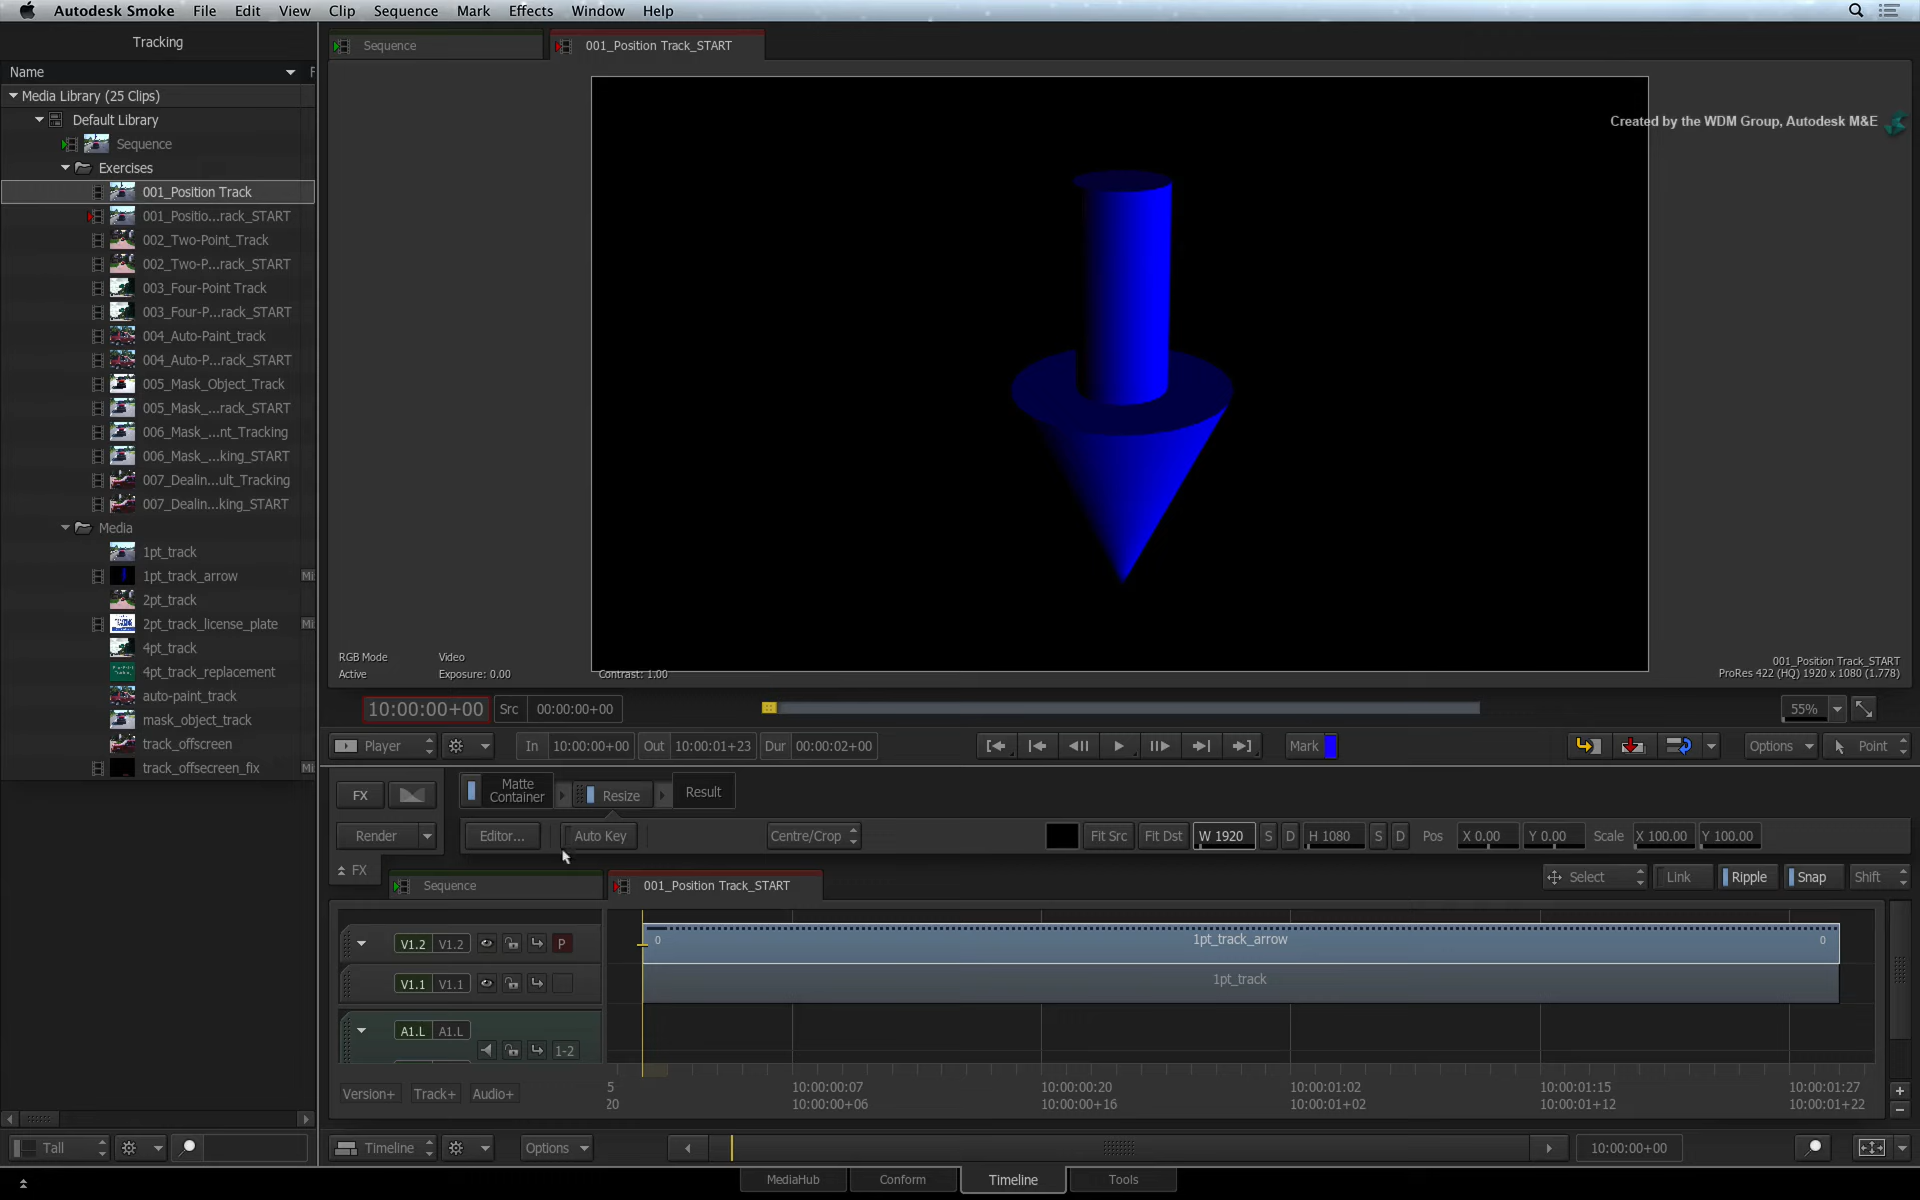 Autodesk Smoke File Edit View Clip Sequence Mark Effects Window Help
Tracking
Name
Media Library (25 Clips)
Default Library
Sequence
Exercises
001_Position Track
001_Positio...rack_START
002_Two-Point_Track
002_Two-P...rack_START
003_Four-Point Track
003_Four-P...rack_START
004_Auto-Paint_track
004_Auto-P...rack_START
005_Mask_Object_Track
005_Mask_...rack_START
006_Mask_...nt_Tracking
006_Mask_...king_START
007_Dealin...ult_Tracking
007_Dealin...king_START
Media
1pt_track
1pt_track_arrow
2pt_track
2pt_track_license_plate
4pt_track
4pt_track_replacement
auto-paint_track
mask_object_track
track_offscreen
track_offsecreen_fix
Tall
Sequence 001_Position Track_START
Created by the WDM Group, Autodesk M&E
RGB Mode Video
Active Exposure: 0.00 Contrast: 1.00
001_Position Track_START
ProRes 422 (HQ) 1920 x 1080 (1.778)
10:00:00+00 Src 00:00:00+00 55%
Player In 10:00:00+00 Out 10:00:01+23 Dur 00:00:02+00 Mark Options Point
FX Matte Container Resize Result
Render Editor... Auto Key Centre/Crop Fit Src Fit Dst W 1920 S D H 1080 S D Pos X 0.00 Y 0.00 Scale X 100.00 Y 100.00
FX Sequence 001_Position Track_START Select Link Ripple Snap Shift
V1.2 V1.2 P 0 1pt_track_arrow 0
V1.1 V1.1 1pt_track
A1.L A1.L
1-2
5 10:00:00:07 10:00:00:20 10:00:01:02 10:00:01:15 10:00:01:27
Version+ Track+ Audio+ 20 10:00:00+06 10:00:00+16 10:00:01+02 10:00:01+12 10:00:01+22
Timeline Options 10:00:00+00
MediaHub Conform Timeline Tools